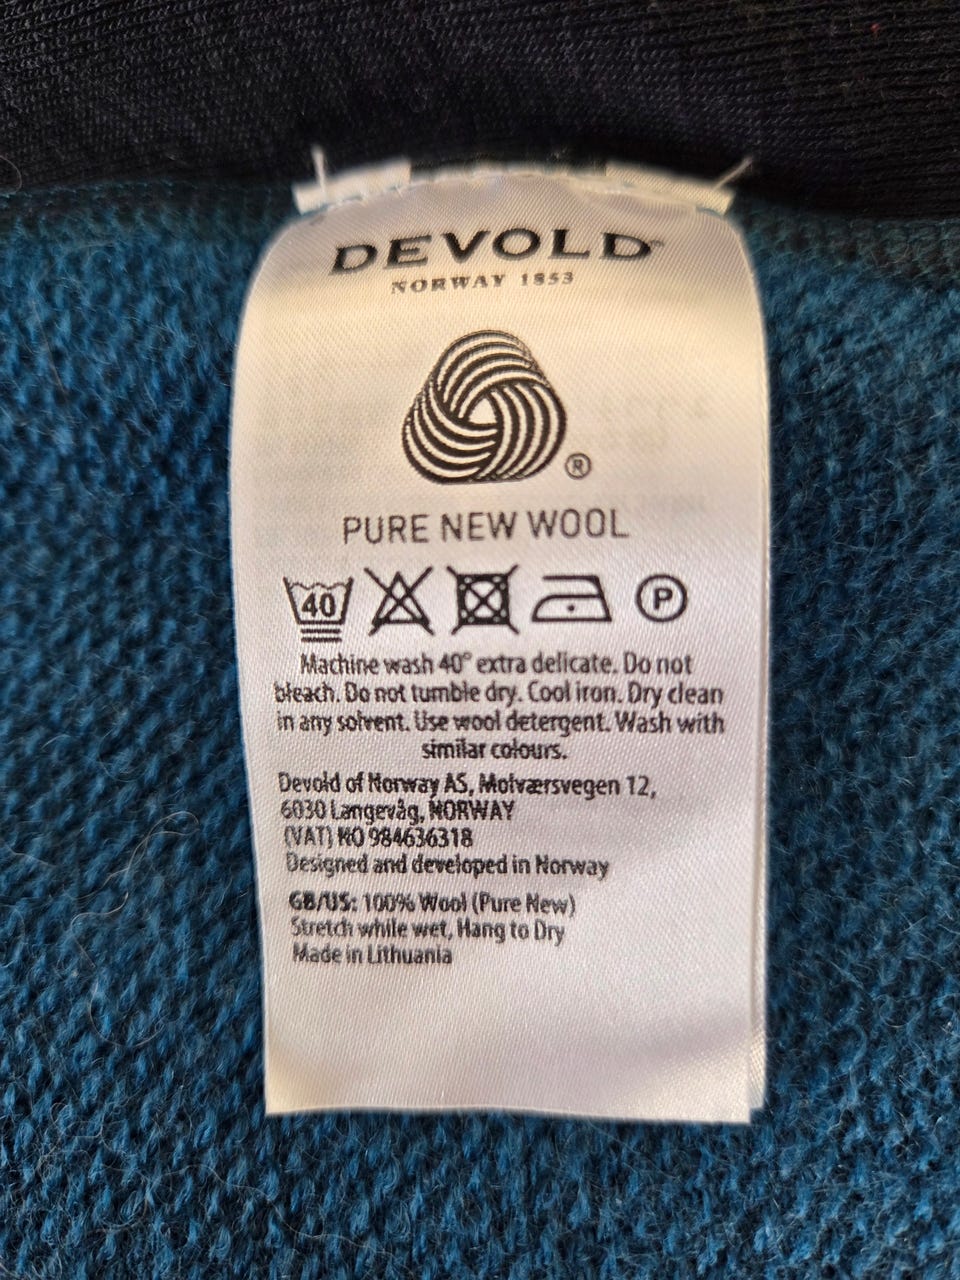 DEVOLD®
NORWAY 1853
®
PURE NEW WOOL
40 P
Machine wash 40° extra delicate. Do not
bleach. Do not tumble dry. Cool iron. Dry clean
in any solvent. Use wool detergent. Wash with
similar colours.
Devold of Norway AS, Molværsvegen 12,
6030 Langevåg, NORWAY
(VAT) NO 984636318
Designed and developed in Norway
GB/US: 100% Wool (Pure New)
Stretch while wet, Hang to Dry
Made in Lithuania